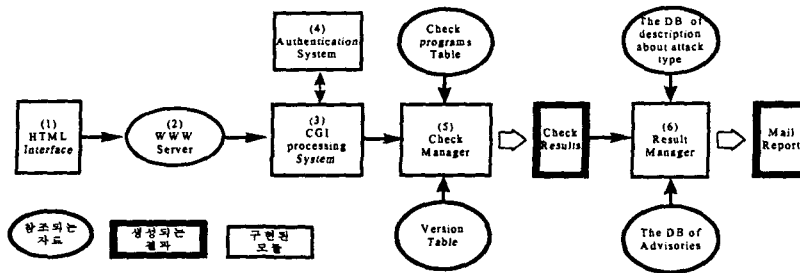 (1)
HTML
Interface
(2)
WWW
Server
(4)
Authentication
System
(3)
CGI
processing
System
Check
programs
Table
(5)
Check
Manager
Version
Table
Check
Results
The DB of
description
about attack
type
(6)
Result
Manager
The DB of
Advisories
Mail
Report
참조되는
자료
생성되는
결과
구현된
모듈